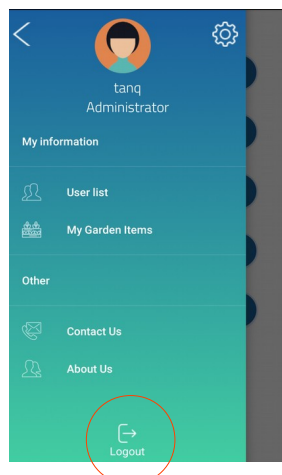 tanq
Administrator
My information
User list
My Garden Items
Other
Contact Us
About Us
Logout